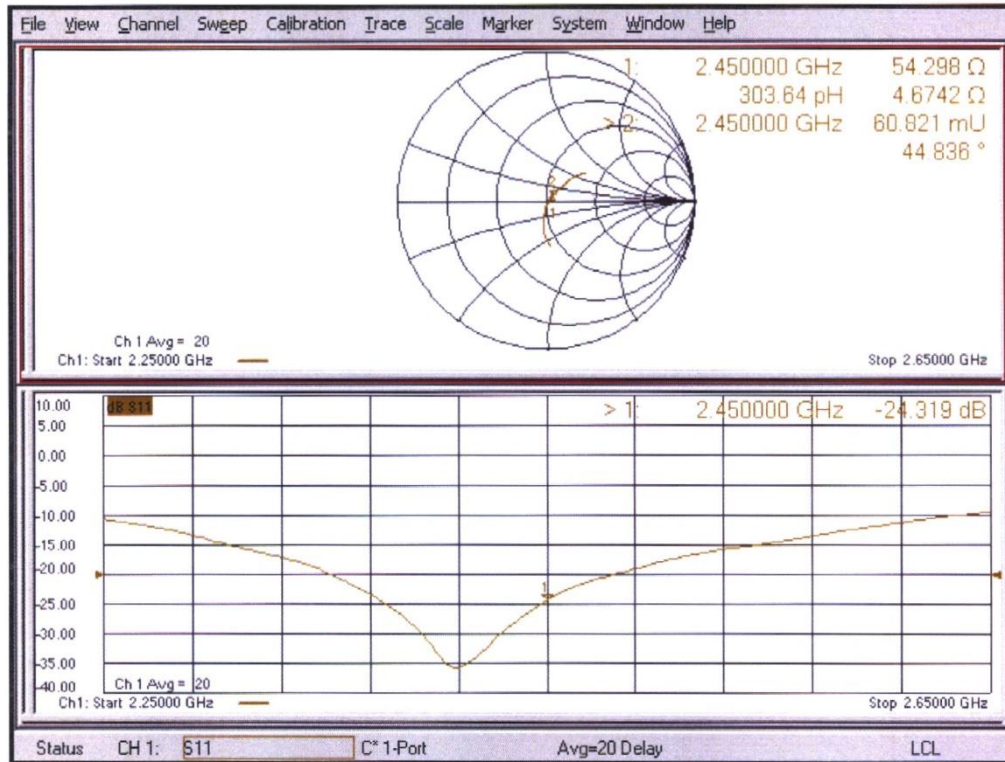 File View Channel Sweep Calibration Trace Scale Marker System Window Help
1: 2.450000 GHz 54.298 Ω
303.64 pH 4.6742 Ω
> 2: 2.450000 GHz 60.821 mU
44.836 °
2
1
Ch 1 Avg = 20
Ch1: Start 2.25000 GHz Stop 2.65000 GHz
10.00 dB S11 > 1: 2.450000 GHz -24.319 dB
5.00
0.00
-5.00
-10.00
-15.00
-20.00
-25.00 1
-30.00
-35.00
-40.00 Ch 1 Avg = 20
Ch1: Start 2.25000 GHz Stop 2.65000 GHz
Status CH 1: S11 C* 1-Port Avg=20 Delay LCL